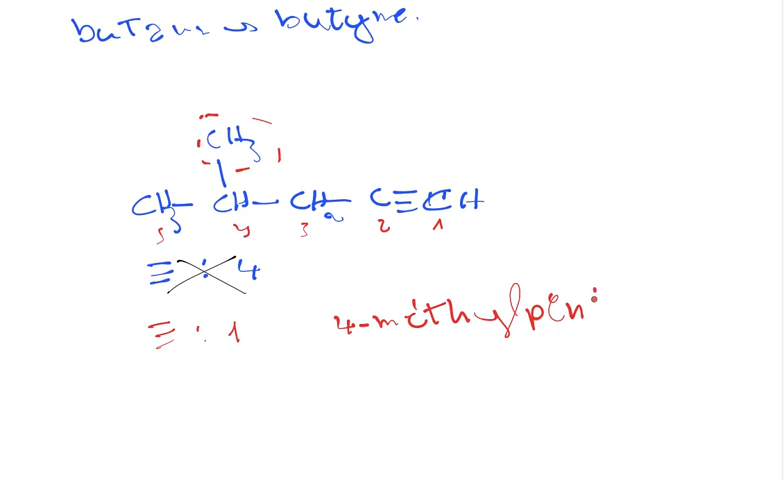 butane → butyne.
CH3
CH3 - CH - CH2 - C≡CH
5 4 3 2 1
≡ : 4
≡ : 1
4-methylpen